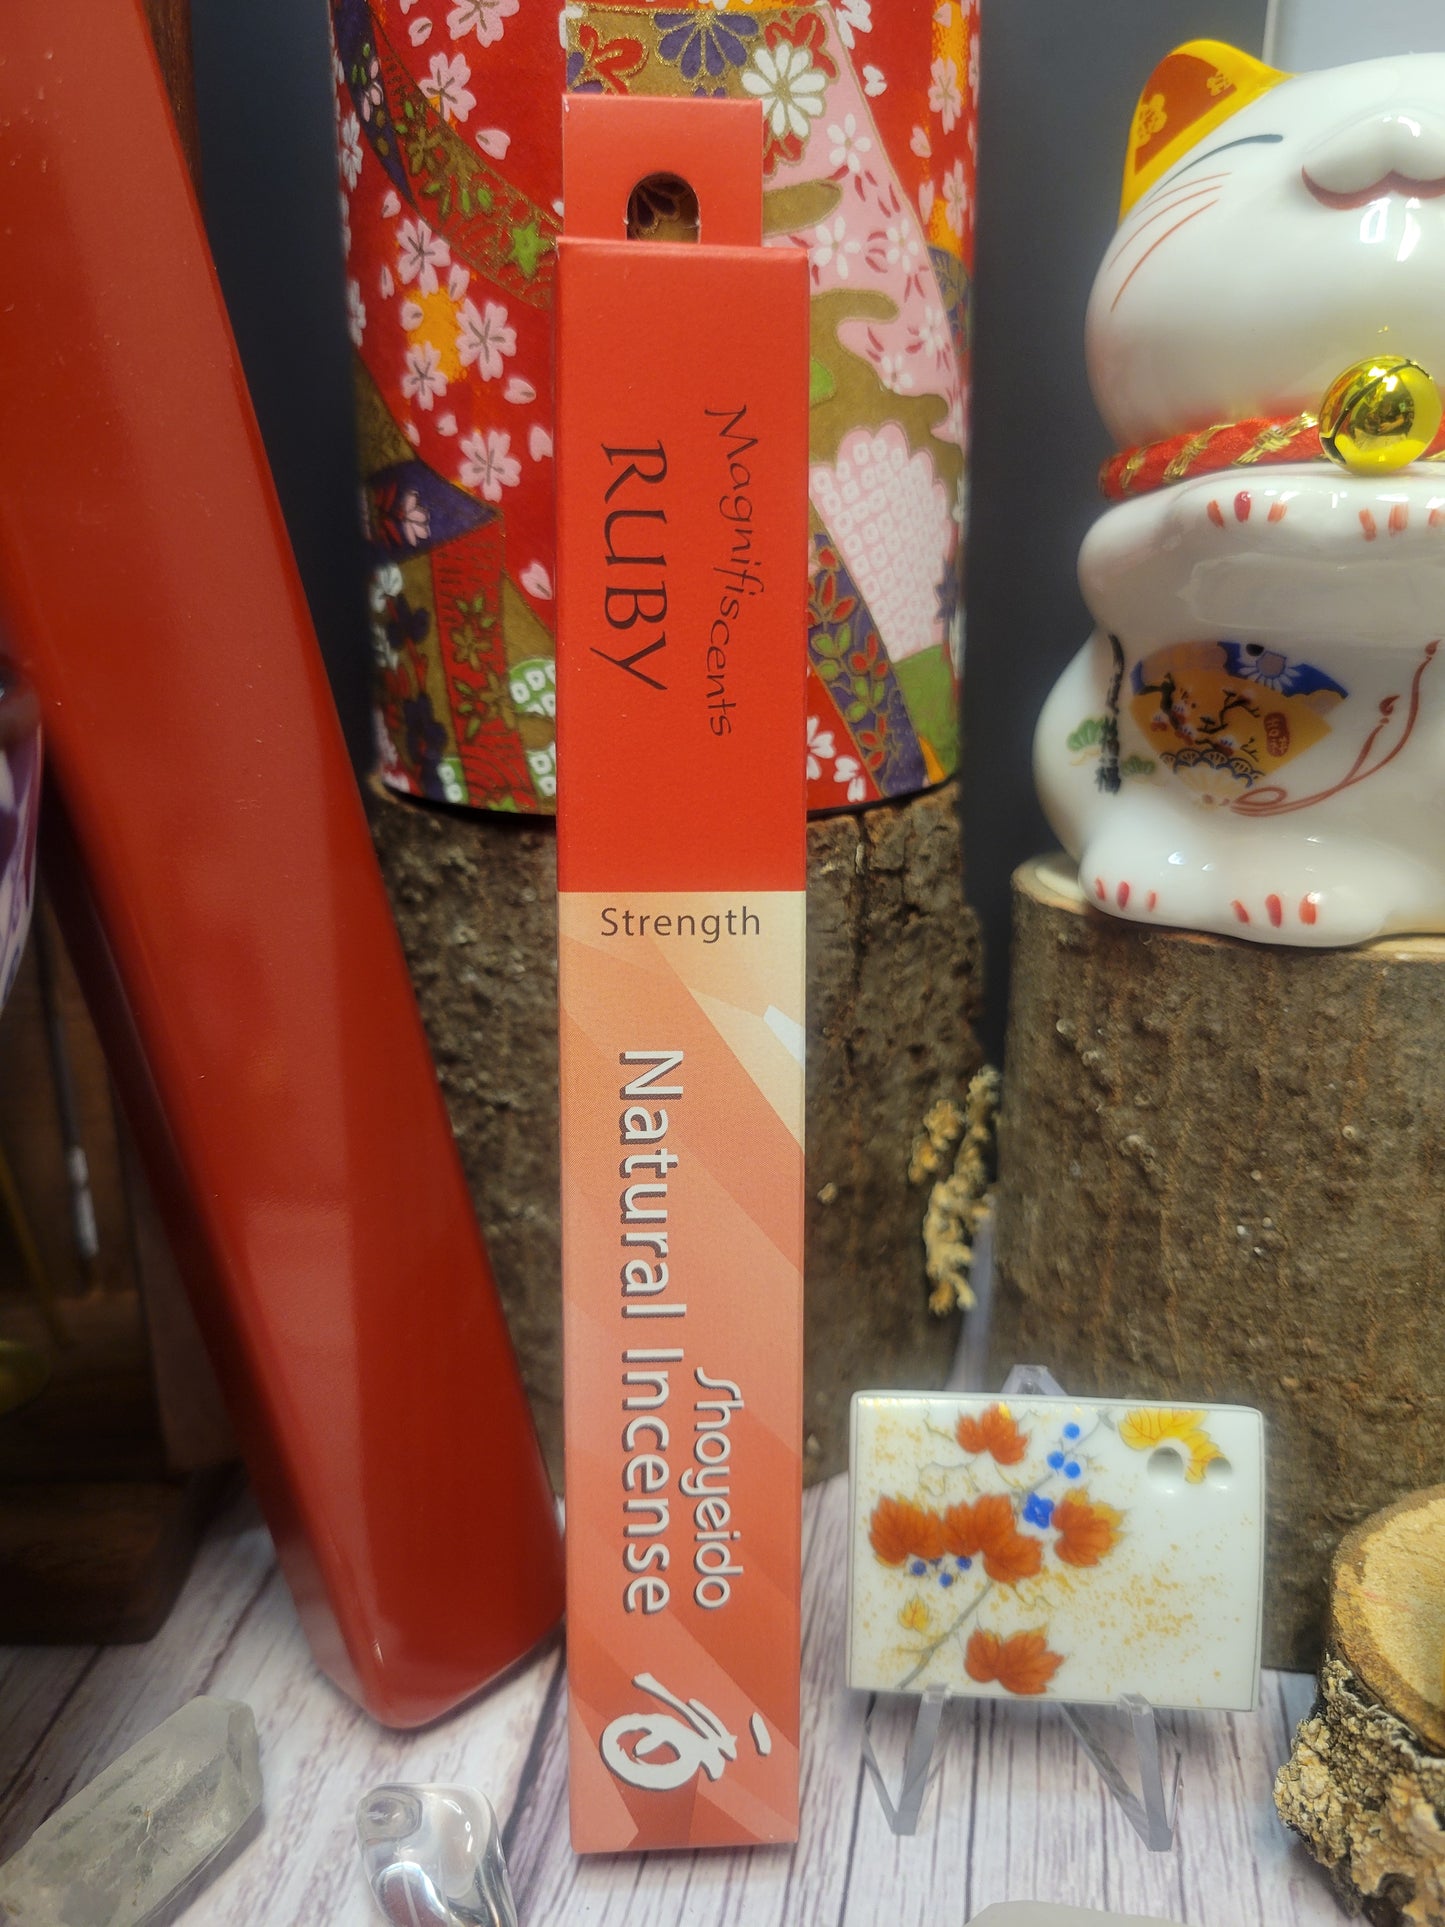 Magnifiscents
RUBY
Strength
Natural Incense
Shoyeido